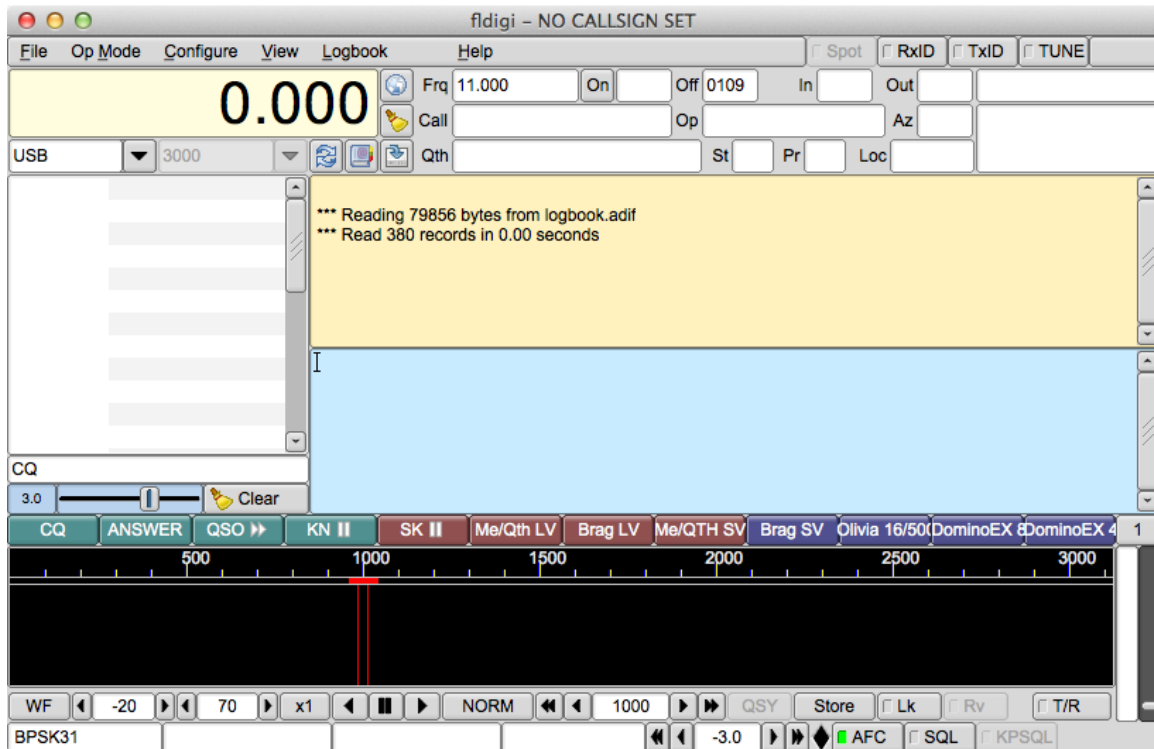 fldigi – NO CALLSIGN SET
File Op Mode Configure View Logbook Help Spot RxID TxID TUNE
0.000 Frq 11.000 On Off 0109 In Out
Call Op Az
USB 3000 Qth St Pr Loc
*** Reading 79856 bytes from logbook.adif
*** Read 380 records in 0.00 seconds
CQ
3.0 Clear
CQ ANSWER QSO KN SK Me/Qth LV Brag LV Me/QTH SV Brag SV Olivia 16/500 DominoEX 8 DominoEX 4 1
500 1000 1500 2000 2500 3000
WF -20 70 x1 NORM 1000 QSY Store Lk Rv T/R
BPSK31 -3.0 AFC SQL KPSQL